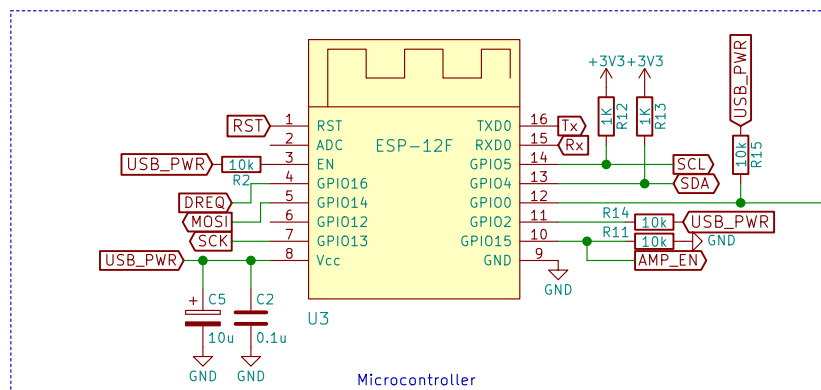 +3V3 +3V3
USB_PWR
R12 1K
R13 1K
10k R15
RST 1 RST
2 ADC
USB_PWR 10k R2 3 EN
DREQ 4 GPIO16
MOSI 5 GPIO14
6 GPIO12
SCK 7 GPIO13
USB_PWR 8 Vcc
ESP-12F
TXD0 16 Tx
RXD0 15 Rx
GPIO5 14 SCL
GPIO4 13 SDA
GPIO0 12
GPIO2 11 R14 10k USB_PWR
GPIO15 10 R11 10k GND
AMP_EN
GND 9
GND
U3
+ C5 10u
C2 0.1u
GND GND
Microcontroller